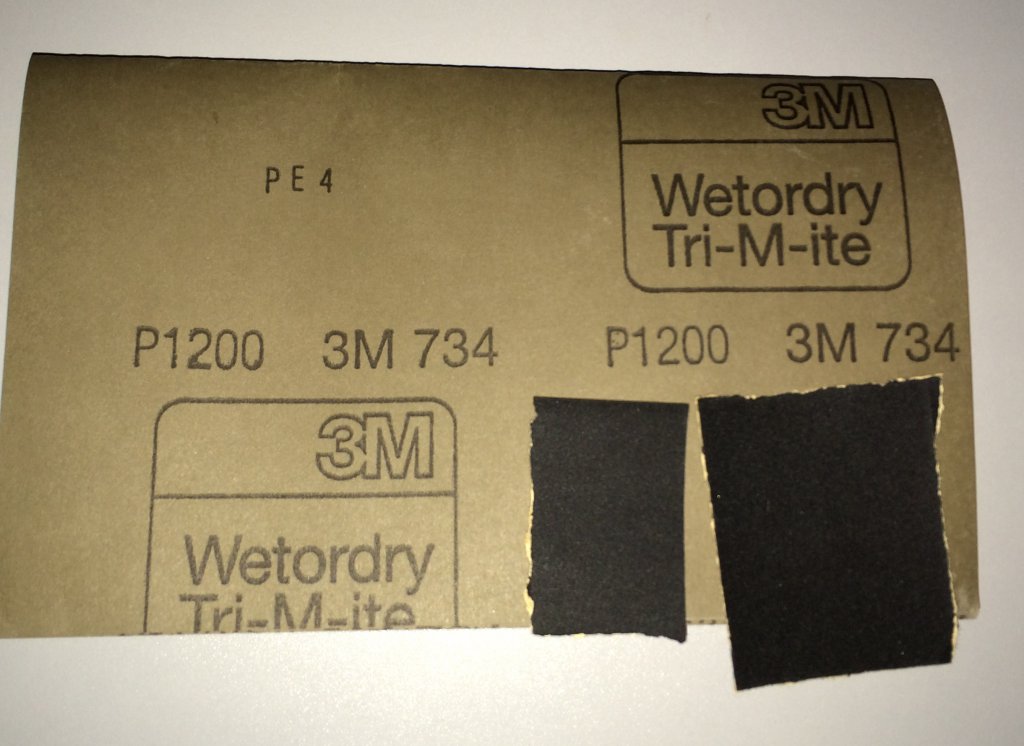 3M
Wetordry
Tri-M-ite
PE4
P1200 3M 734 P1200 3M 734
3M
Wetordry
Tri-M-ite